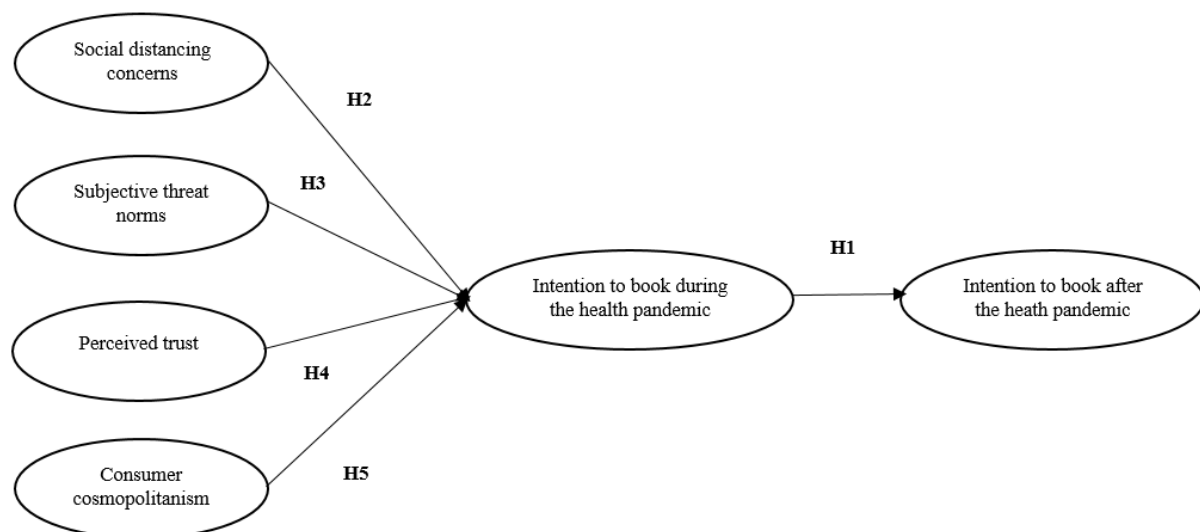 Social distancing
concerns
H2
Subjective threat
norms
H3
Perceived trust
H4
Consumer
cosmopolitanism
H5
Intention to book during
the health pandemic
H1
Intention to book after
the heath pandemic